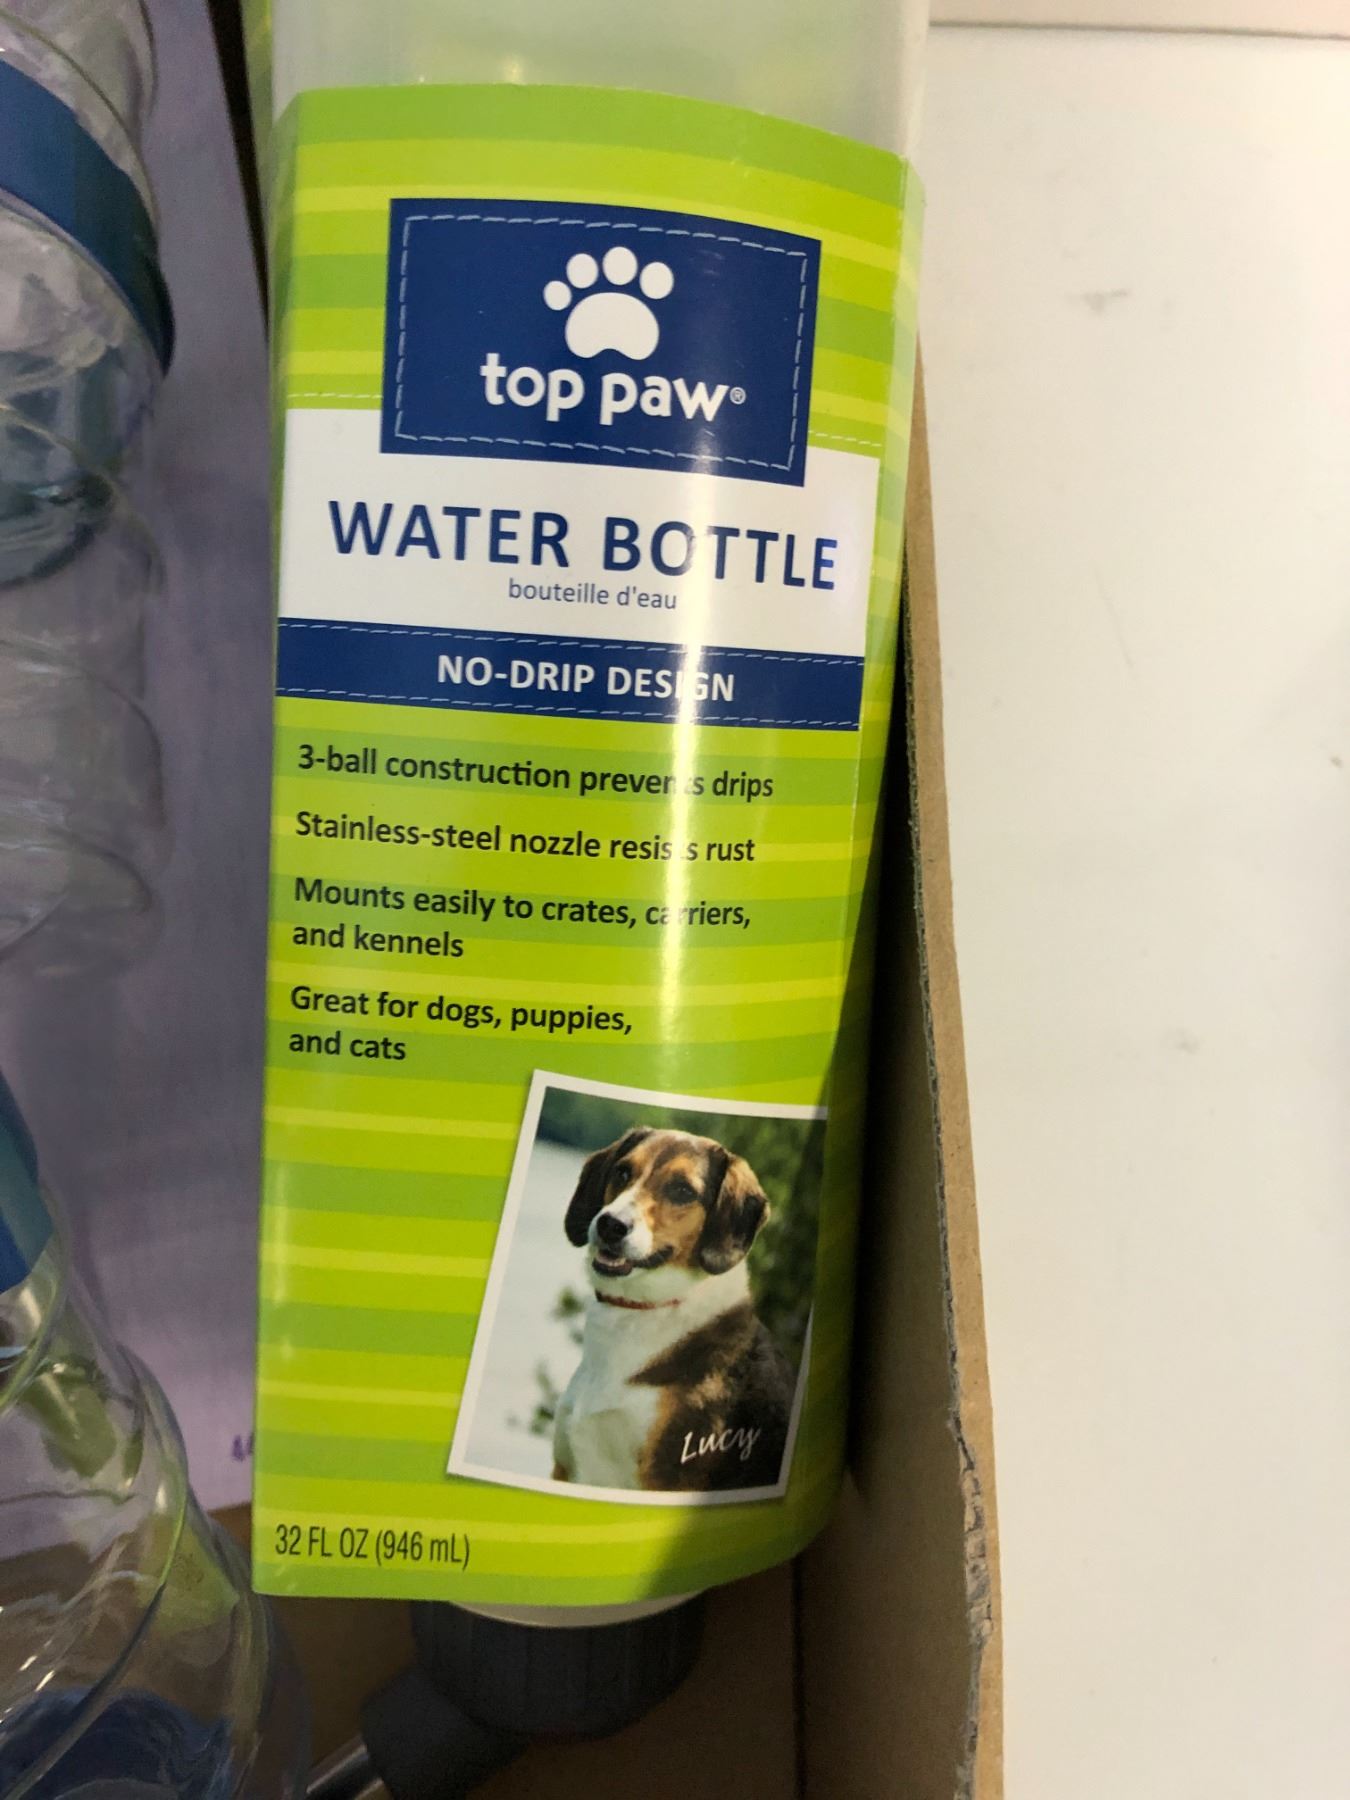 top paw®
WATER BOTTLE
bouteille d'eau
NO-DRIP DESIGN
3-ball construction prevents drips
Stainless-steel nozzle resists rust
Mounts easily to crates, carriers,
and kennels
Great for dogs, puppies,
and cats
Lucy
32 FL OZ (946 mL)